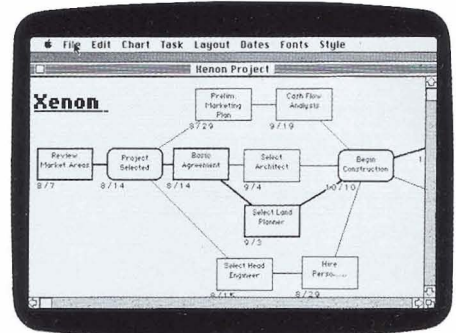 File Edit Chart Task Layout Dates Fonts Style
Xenon Project
Xenon
Prelim.
Marketing
Plan
8/29
Cash Flow
Analysis
9/19
Review
Market Areas
8/7
Project
Selected
8/14
Basic
Agreement
8/14
Select
Architect
9/4
Begin
Construction
10/10
Select Land
Planner
9/3
Select Head
Engineer
8/15
Hire
8/29